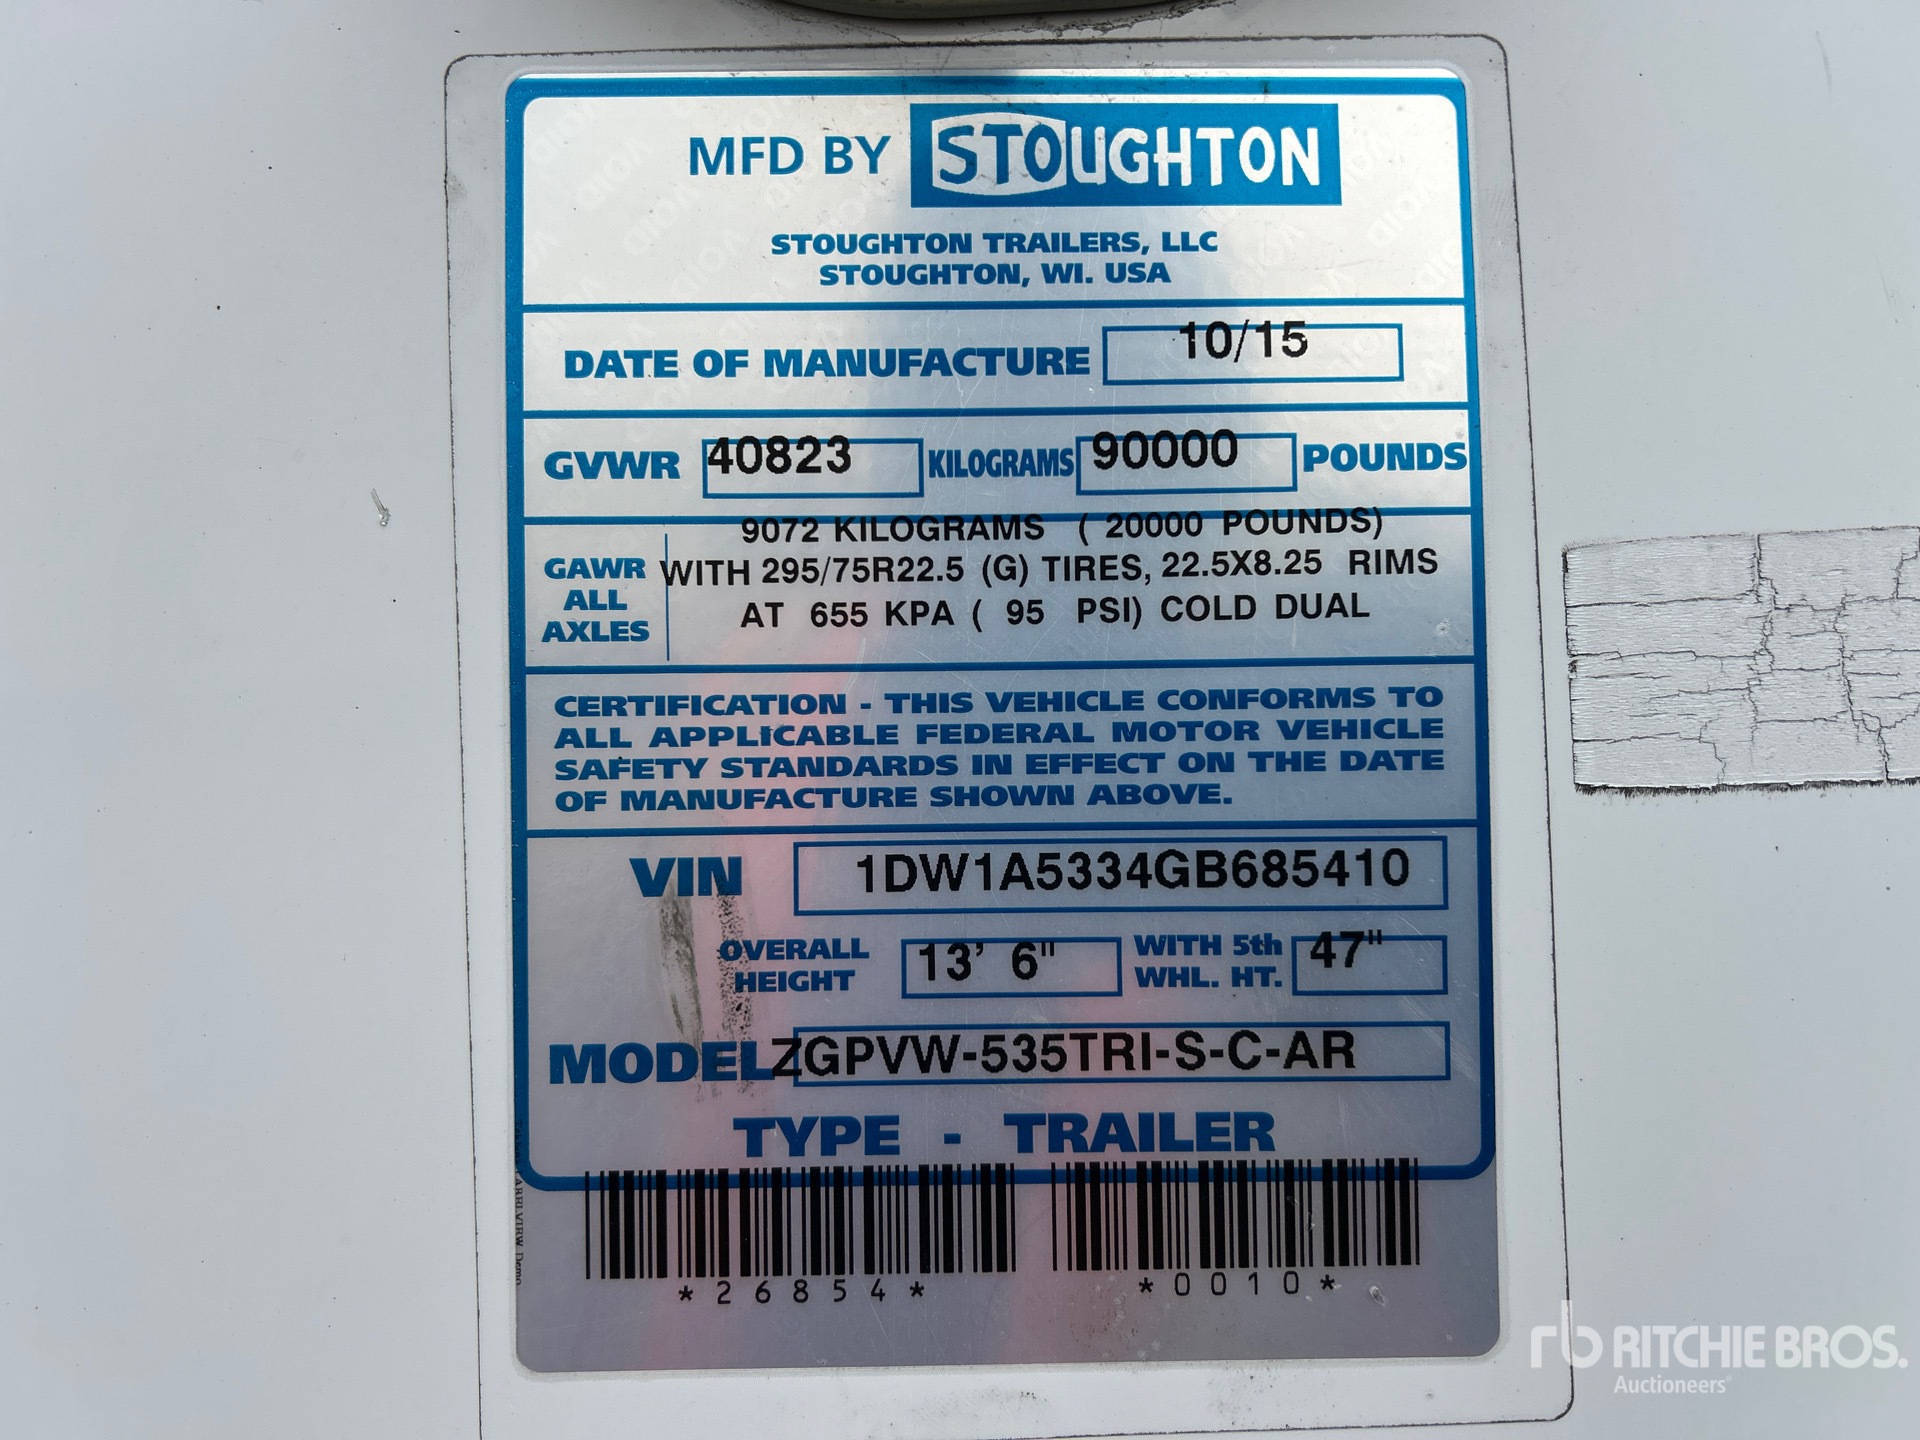 MFD BY STOUGHTON
STOUGHTON TRAILERS, LLC
STOUGHTON, WI. USA
DATE OF MANUFACTURE 10/15
GVWR 40823 KILOGRAMS 90000 POUNDS
GAWR ALL AXLES
9072 KILOGRAMS ( 20000 POUNDS)
WITH 295/75R22.5 (G) TIRES, 22.5X8.25 RIMS
AT 655 KPA ( 95 PSI) COLD DUAL
CERTIFICATION - THIS VEHICLE CONFORMS TO
ALL APPLICABLE FEDERAL MOTOR VEHICLE
SAFETY STANDARDS IN EFFECT ON THE DATE
OF MANUFACTURE SHOWN ABOVE.
VIN 1DW1A5334GB685410
OVERALL HEIGHT 13' 6" WITH 5th WHL. HT. 47"
MODEL ZGPVW-535TRI-S-C-AR
TYPE - TRAILER
*26854* *0010*
rb RITCHIE BROS.
Auctioneers